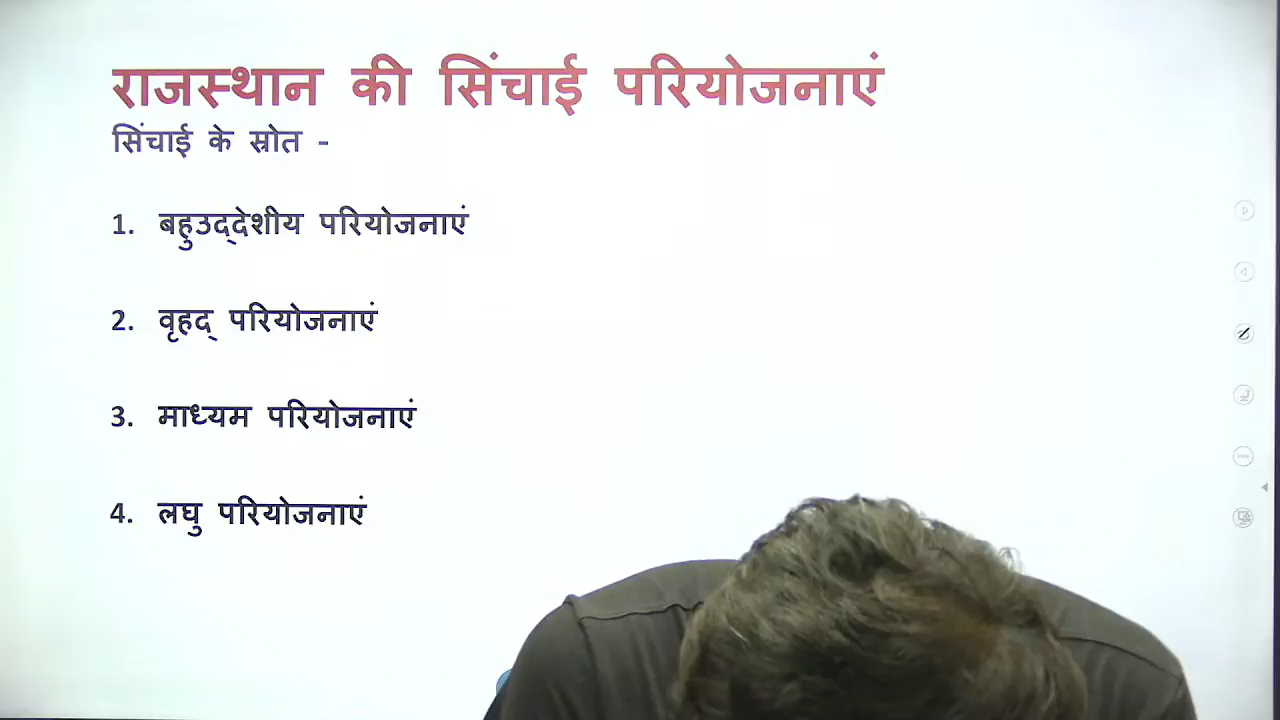 राजस्थान की सिंचाई परियोजनाएं
सिंचाई के स्रोत -
1. बहुउद्देशीय परियोजनाएं
2. वृहद् परियोजनाएं
3. माध्यम परियोजनाएं
4. लघु परियोजनाएं